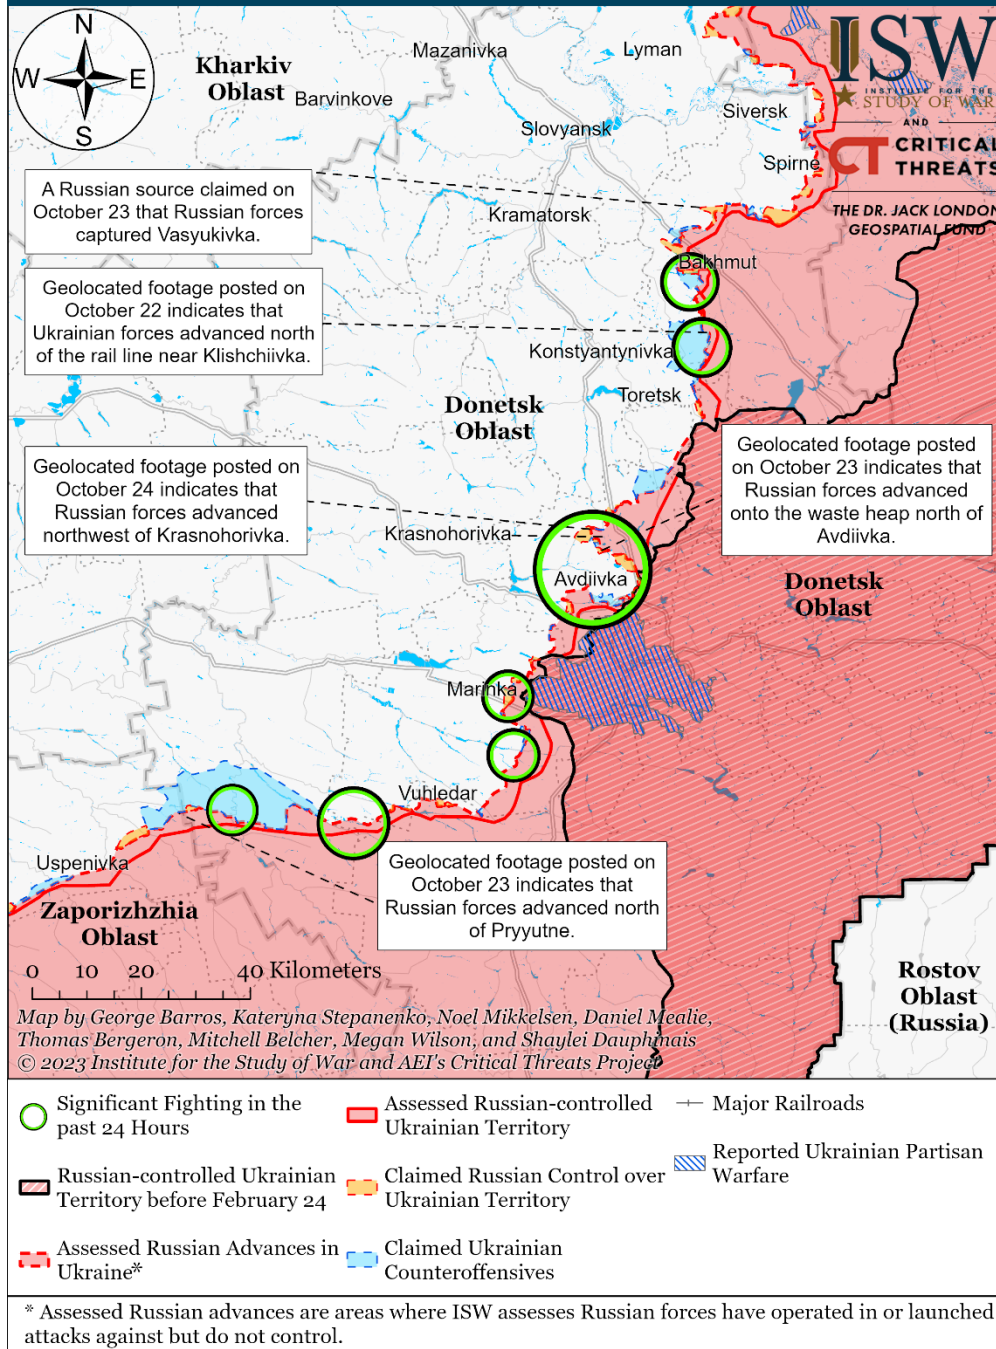 N
W
E
S
ISW
INSTITUTE FOR THE
STUDY OF WAR
AND
CT CRITICAL
THREATS
THE DR. JACK LONDON
GEOSPATIAL FUND
Kharkiv
Oblast
Mazanivka
Lyman
Barvinkove
Siversk
Slovyansk
Spirne
A Russian source claimed on
October 23 that Russian forces
captured Vasyukivka.
Kramatorsk
Bakhmut
Geolocated footage posted on
October 22 indicates that
Ukrainian forces advanced north
of the rail line near Klishchiivka.
Konstyantynivka
Toretsk
Donetsk
Oblast
Geolocated footage posted on
October 24 indicates that
Russian forces advanced
northwest of Krasnohorivka.
Geolocated footage posted
on October 23 indicates that
Russian forces advanced
onto the waste heap north of
Avdiivka.
Krasnohorivka
Avdiivka
Donetsk
Oblast
Marinka
Vuhledar
Uspenivka
Geolocated footage posted on
October 23 indicates that
Russian forces advanced north
of Pryyutne.
Zaporizhzhia
Oblast
Rostov
Oblast
(Russia)
0 10 20 40 Kilometers
Map by George Barros, Kateryna Stepanenko, Noel Mikkelsen, Daniel Mealie,
Thomas Bergeron, Mitchell Belcher, Megan Wilson, and Shaylei Dauphinais
© 2023 Institute for the Study of War and AEI's Critical Threats Project
Significant Fighting in the
past 24 Hours
Russian-controlled Ukrainian
Territory before February 24
Assessed Russian Advances in
Ukraine*
Assessed Russian-controlled
Ukrainian Territory
Claimed Russian Control over
Ukrainian Territory
Claimed Ukrainian
Counteroffensives
Major Railroads
Reported Ukrainian Partisan
Warfare
* Assessed Russian advances are areas where ISW assesses Russian forces have operated in or launched
attacks against but do not control.